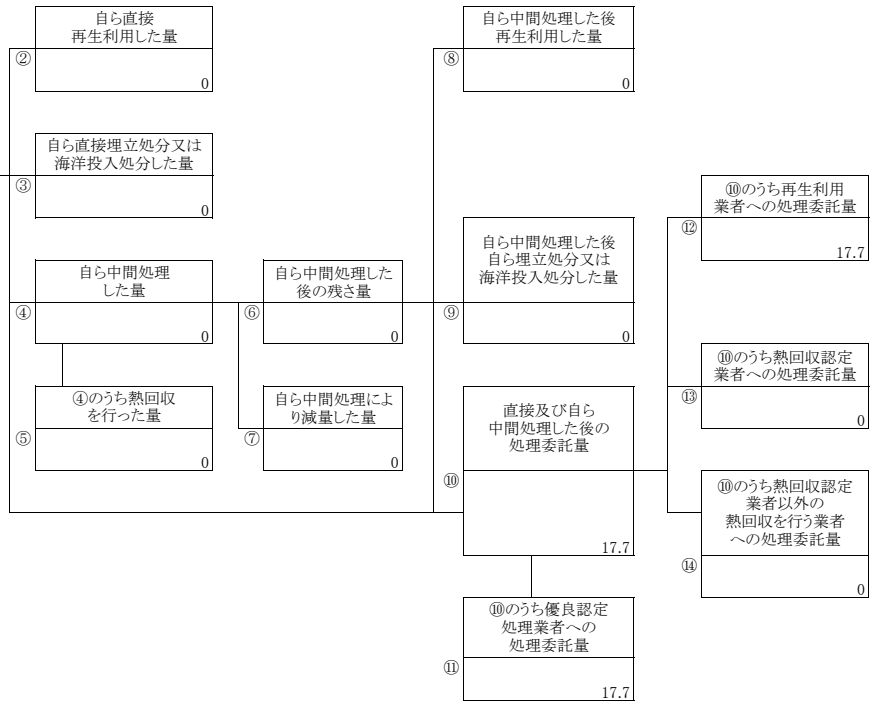 自ら直接
再生利用した量
②
0
自ら直接埋立処分又は
海洋投入処分した量
③
0
自ら中間処理
した量
④
0
④のうち熱回収
を行った量
⑤
0
自ら中間処理した
後の残さ量
⑥
0
自ら中間処理によ
り減量した量
⑦
0
自ら中間処理した後
再生利用した量
⑧
0
自ら中間処理した後
自ら埋立処分又は
海洋投入処分した量
⑨
0
直接及び自ら
中間処理した後の
処理委託量
⑩
17.7
⑩のうち優良認定
処理業者への
処理委託量
⑪
17.7
⑩のうち再生利用
業者への処理委託量
⑫
17.7
⑩のうち熱回収認定
業者への処理委託量
⑬
0
⑩のうち熱回収認定
業者以外の
熱回収を行う業者
への処理委託量
⑭
0